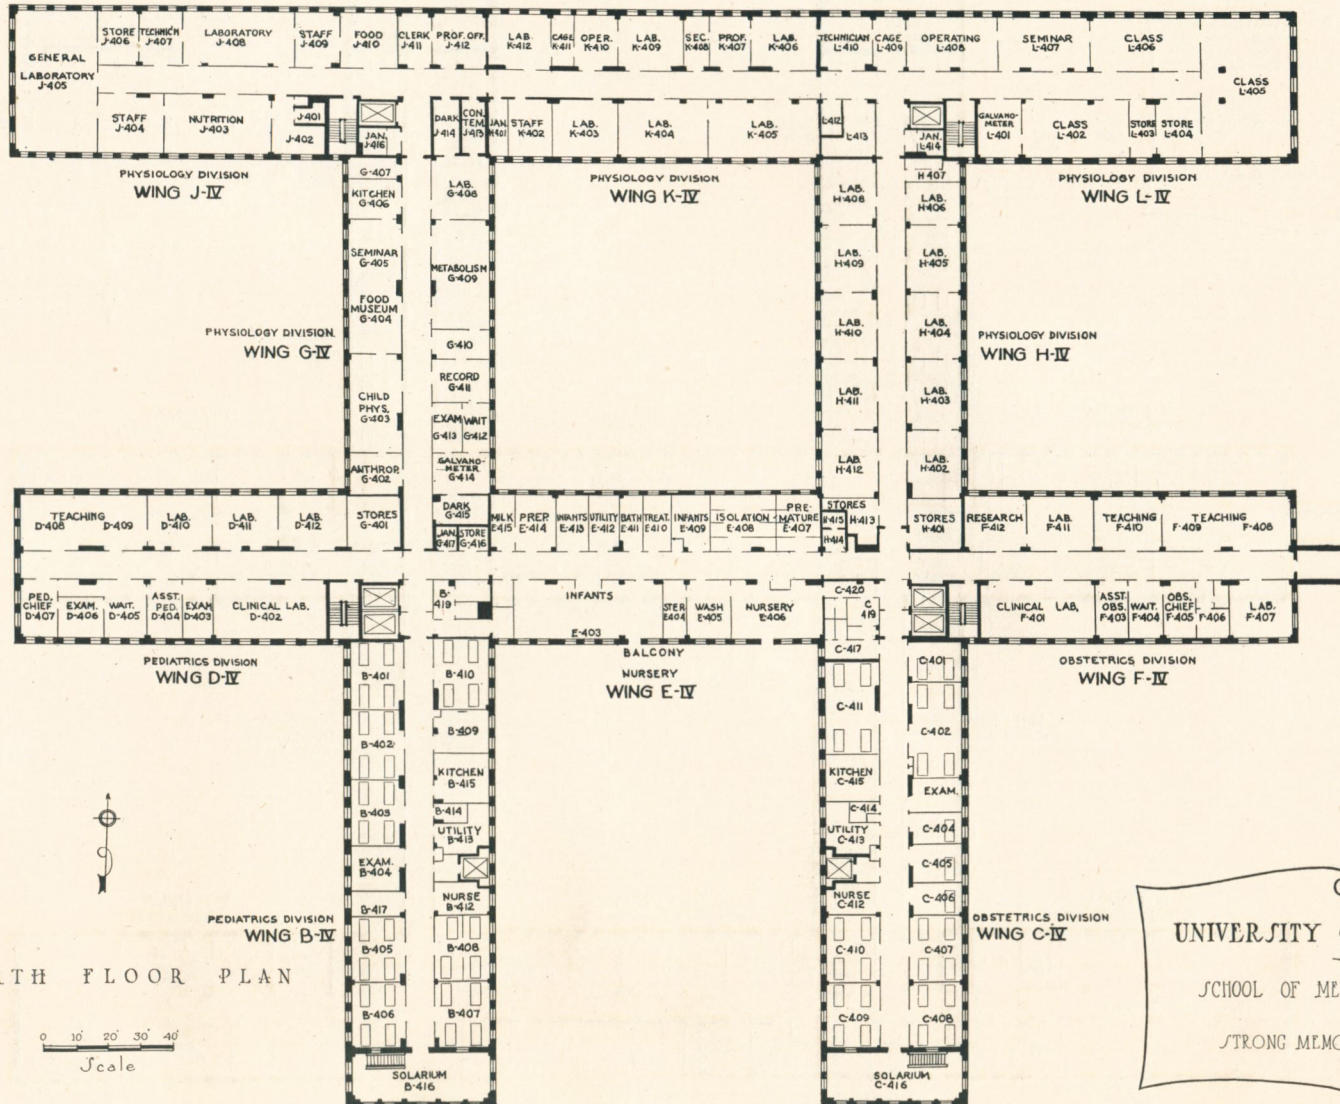 GENERAL
LABORATORY
J-405
STORE
J-406
TECHNIC'N
J-407
LABORATORY
J-408
STAFF
J-409
FOOD
J-410
CLERK
J-411
PROF. OFF.
J-412
LAB.
K-412
CAGE
K-411
OPER.
K-410
LAB.
K-409
SEC.
K-408
PROF.
K-407
LAB.
K-406
TECHNICIAN
L-410
CAGE
L-409
OPERATING
L-408
SEMINAR
L-407
CLASS
L-406
CLASS
L-405
STAFF
J-404
NUTRITION
J-403
J-401
J-402
JAN.
J-416
DARK
J-414
CON.
TEM.
J-413
JAN.
K-401
STAFF
K-402
LAB.
K-403
LAB.
K-404
LAB.
K-405
L-412
L-413
JAN.
L-414
GALVANO-
METER
L-401
CLASS
L-402
STORE
L-403
STORE
L-404
PHYSIOLOGY DIVISION
WING J-IV
PHYSIOLOGY DIVISION
WING K-IV
PHYSIOLOGY DIVISION
WING L-IV
G-407
KITCHEN
G-406
SEMINAR
G-405
FOOD
MUSEUM
G-404
CHILD
PHYS.
G-403
ANTHROP.
G-402
STORES
G-401
LAB.
G-408
METABOLISM
G-409
G-410
RECORD
G-411
EXAM
G-413
WAIT
G-412
GALVANO-
METER
G-414
DARK
G-415
JAN.
G-417
STORE
G-416
PHYSIOLOGY DIVISION
WING G-IV
LAB.
H-408
LAB.
H-409
LAB.
H-410
LAB.
H-411
LAB.
H-412
STORES
H-415
H-413
H-414
H-407
LAB.
H-406
LAB.
H-405
LAB.
H-404
LAB.
H-403
LAB.
H-402
STORES
H-401
PHYSIOLOGY DIVISION
WING H-IV
TEACHING
D-408
D-409
LAB.
D-410
LAB.
D-411
LAB.
D-412
PED.
CHIEF
D-407
EXAM.
D-406
WAIT.
D-405
ASST.
PED.
D-404
EXAM
D-403
CLINICAL LAB.
D-402
PEDIATRICS DIVISION
WING D-IV
MILK
E-415
PREP.
E-414
INFANTS
E-413
UTILITY
E-412
BATH
E-411
TREAT.
E-410
INFANTS
E-409
ISOLATION
E-408
PRE-
MATURE
E-407
INFANTS
E-403
STER.
E-404
WASH
E-405
NURSERY
E-406
BALCONY
NURSERY
WING E-IV
RESEARCH
F-412
LAB.
F-411
TEACHING
F-410
TEACHING
F-409
F-408
CLINICAL LAB.
F-401
ASST.
OBS.
F-403
WAIT.
F-404
OBS.
CHIEF
F-405
F-406
LAB.
F-407
OBSTETRICS DIVISION
WING F-IV
B-419
B-401
B-402
B-403
EXAM.
B-404
B-417
B-405
B-406
B-410
B-409
KITCHEN
B-415
B-414
UTILITY
B-413
NURSE
B-412
B-408
B-407
SOLARIUM
B-416
PEDIATRICS DIVISION
WING B-IV
C-420
C
419
C-417
C-411
KITCHEN
C-415
C-414
UTILITY
C-413
NURSE
C-412
C-410
C-409
C-401
C-402
EXAM.
C-404
C-405
C-406
C-407
C-408
SOLARIUM
C-416
OBSTETRICS DIVISION
WING C-IV
TH FLOOR PLAN
0 10' 20' 30' 40'
Scale
UNIVERSITY
SCHOOL OF ME
STRONG MEMO